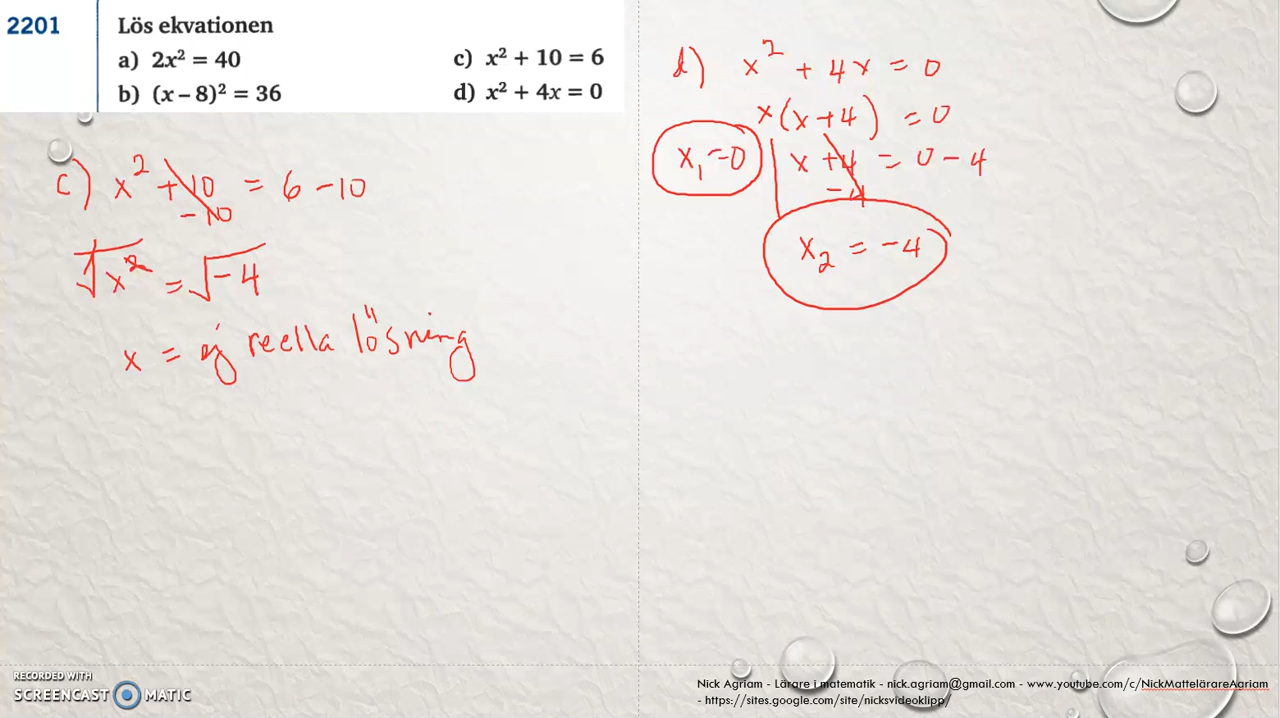 2201 Lös ekvationen
a) 2x² = 40 c) x² + 10 = 6
b) (x – 8)² = 36 d) x² + 4x = 0
c) x² + 10 = 6 - 10
- 10
√x² = √-4
x = ej reella lösning
d) x² + 4x = 0
x(x+4) = 0
x₁ = 0 x + 4 = 0 - 4
- 4
x₂ = -4
RECORDED WITH
SCREENCAST MATIC
Nick Agriam - Lärare i matematik - nick.agriam@gmail.com - www.youtube.com/c/NickMattelärareAariam
- https://sites.google.com/site/nicksvideoklipp/